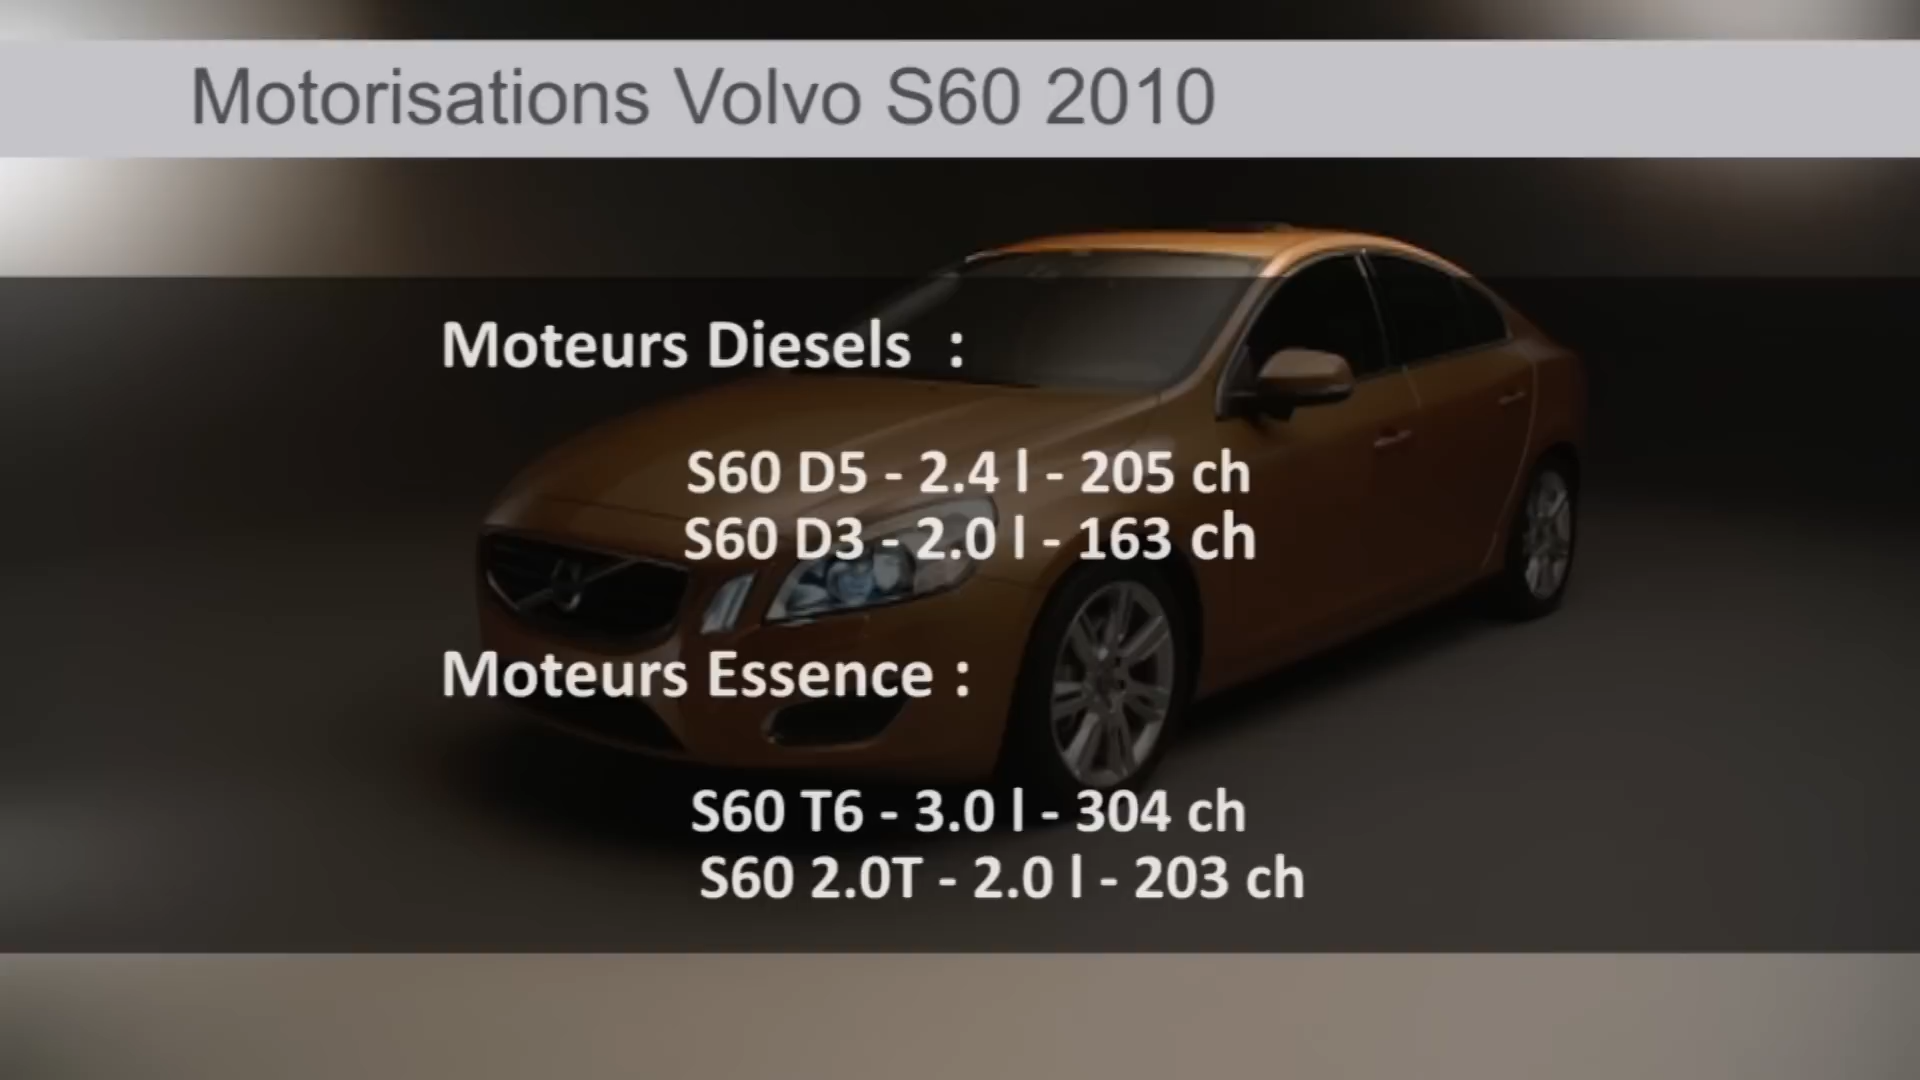 Motorisations Volvo S60 2010
Moteurs Diesels  :
S60 D5 - 2.4 l - 205 ch
S60 D3 - 2.0 l - 163 ch
Moteurs Essence :
S60 T6 - 3.0 l - 304 ch
S60 2.0T - 2.0 l - 203 ch